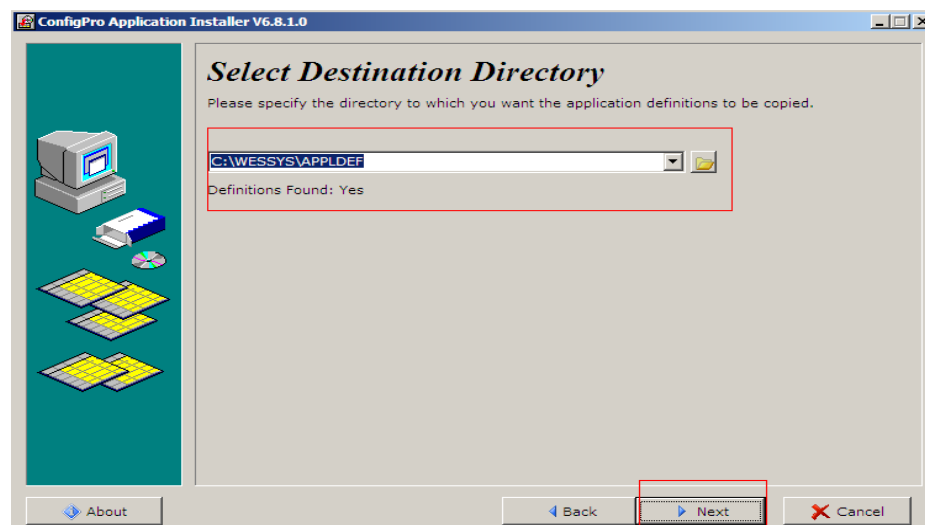 ConfigPro Application Installer V6.8.1.0
Select Destination Directory
Please specify the directory to which you want the application definitions to be copied.
C:\WESSYS\APPLDEF
Definitions Found: Yes
About
Back
Next
Cancel